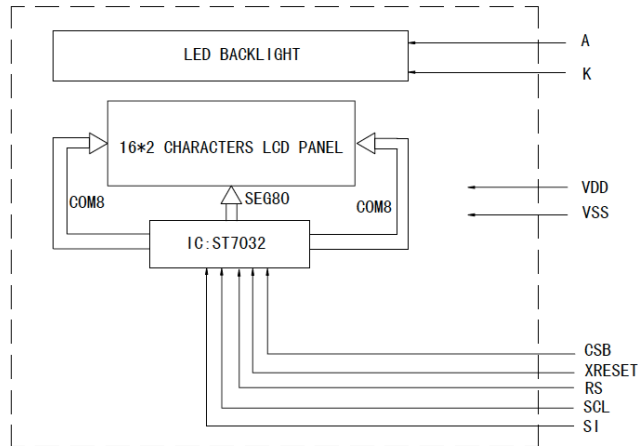 LED BACKLIGHT
A
K
16*2 CHARACTERS LCD PANEL
SEG80
COM8
COM8
VDD
VSS
IC:ST7032
CSB
XRESET
RS
SCL
SI